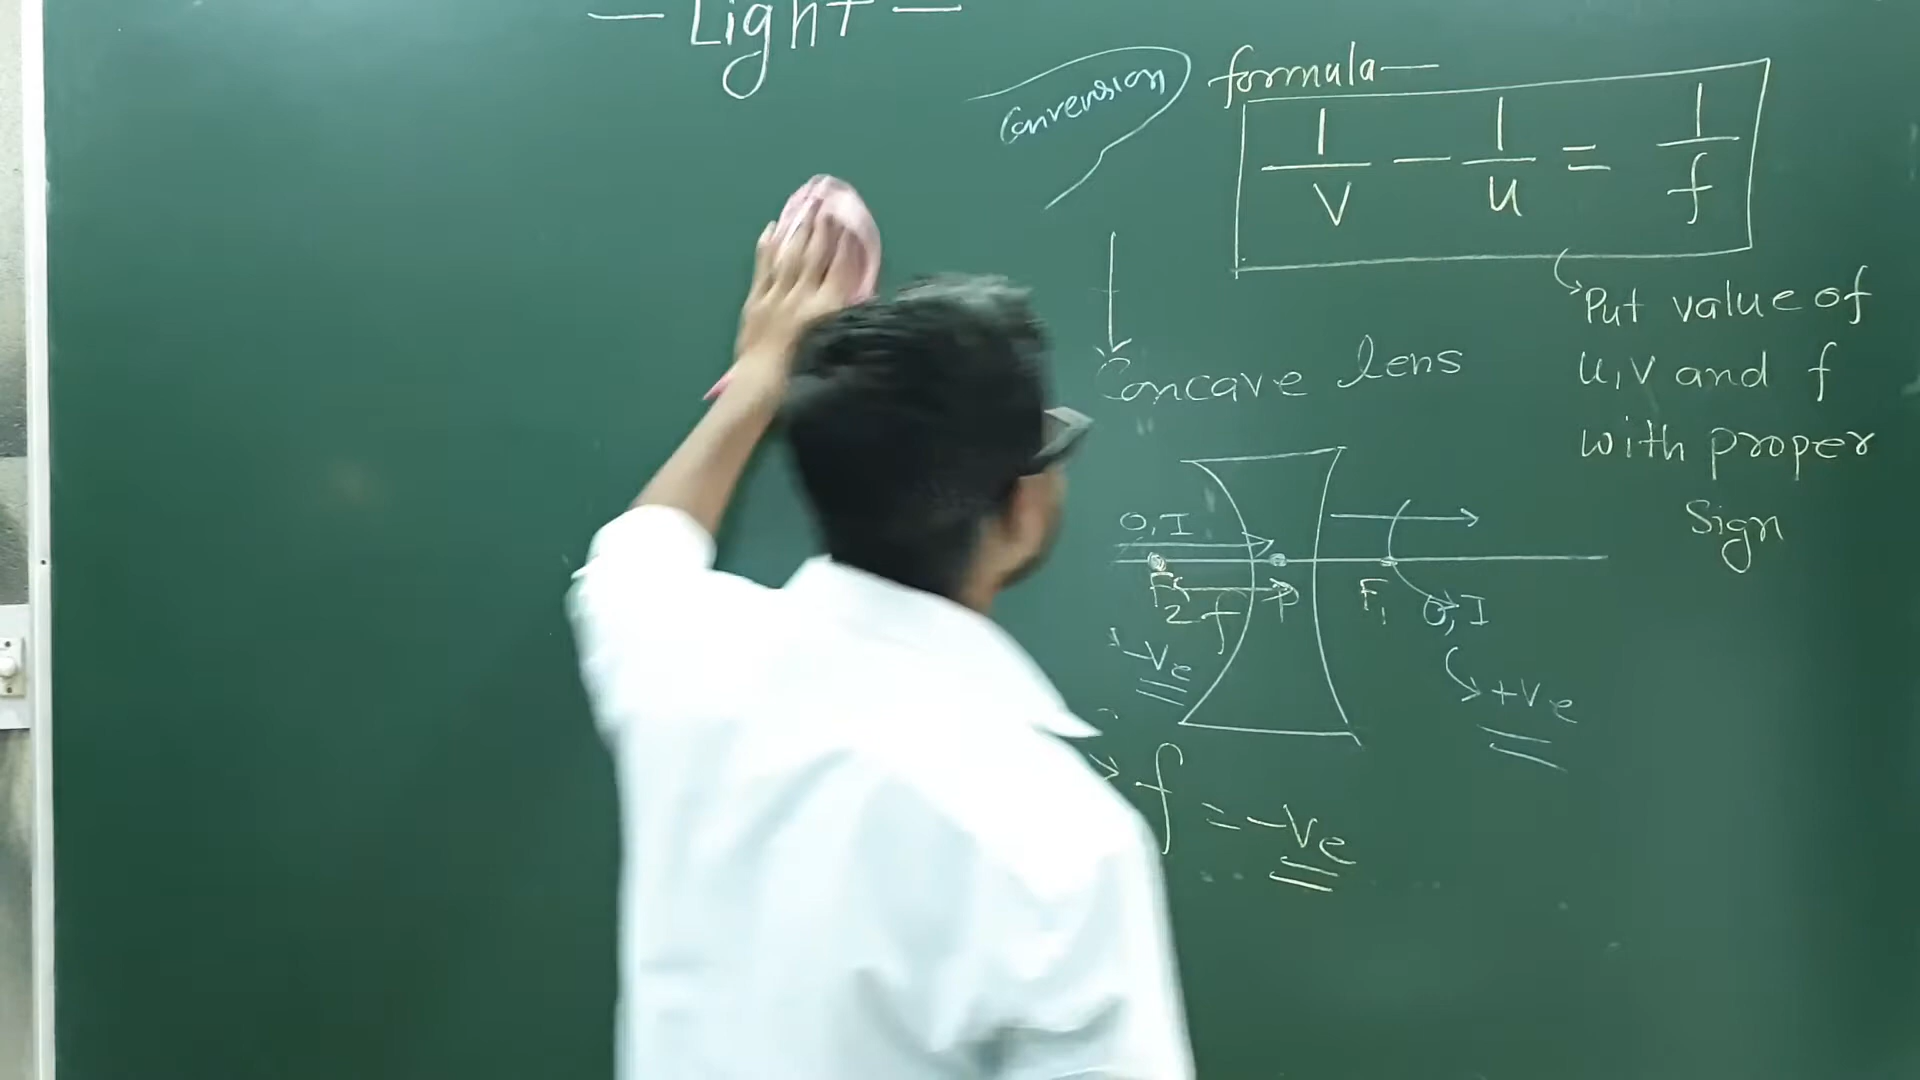 — Light —
Conversion
formula—
1/v — 1/u = 1/f
Put value of
u, v and f
with proper
sign
Concave lens
O, I
F2 f P F1 O, I
-Ve
+Ve
f = -Ve